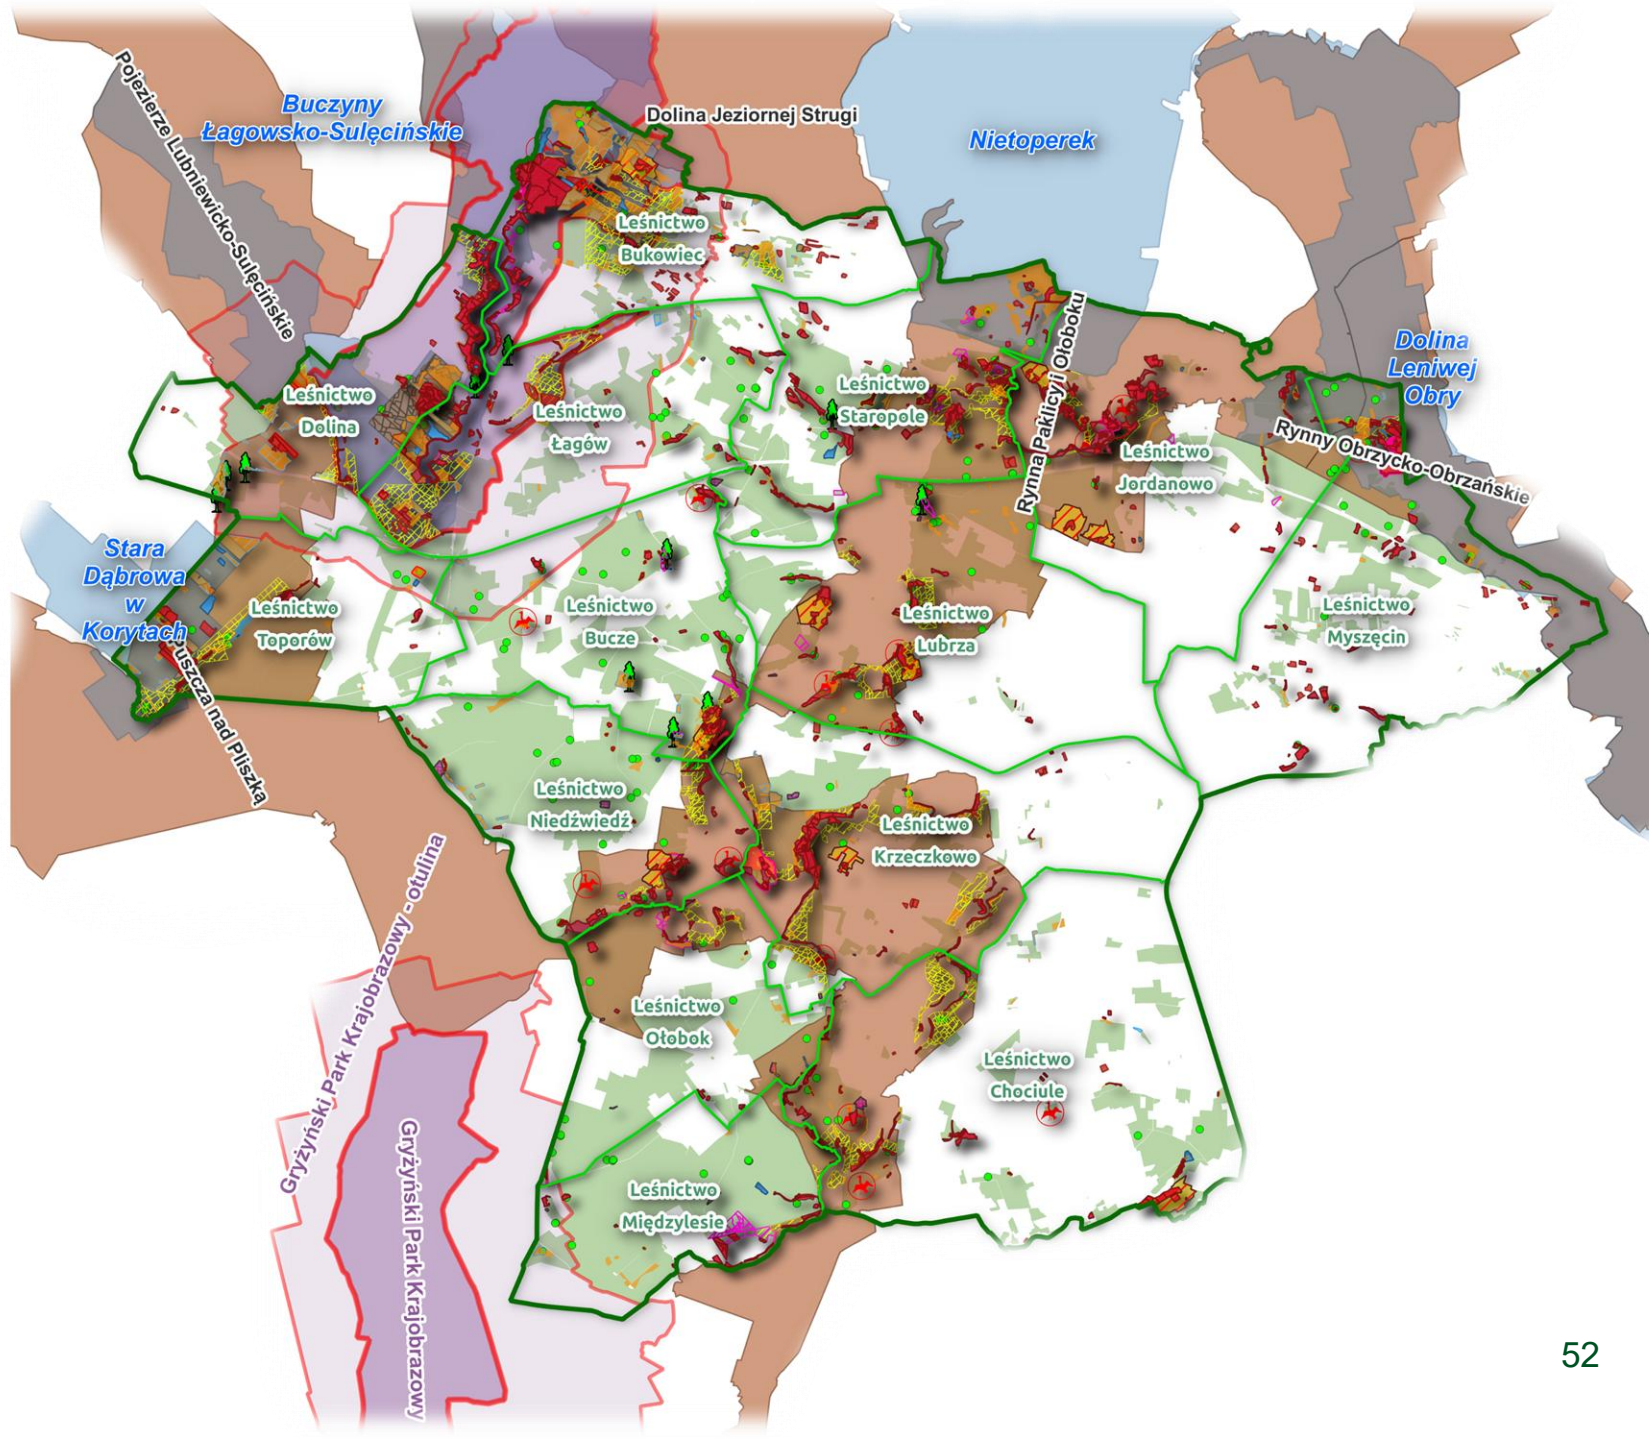 Pojezierze Lubniewicko-Sulęcińskie
Buczyny
Łagowsko-Sulęcińskie
Dolina Jeziornej Strugi
Nietoperek
Leśnictwo
Bukowiec
Dolina
Leniwej
Obry
Leśnictwo
Dolina
Leśnictwo
Łagów
Leśnictwo
Staropole
Rynna Paklicy i Ołoboku
Leśnictwo
Jordanowo
Rynny Obrzycko-Obrzańskie
Stara
Dąbrowa
w
Korytach
Leśnictwo
Toporów
Leśnictwo
Bucze
Leśnictwo
Lubrza
Leśnictwo
Myszęcin
Puszcza nad Pliszką
Leśnictwo
Niedźwiedź
Leśnictwo
Krzeczkowo
Gryżyński Park Krajobrazowy - otulina
Leśnictwo
Ołobok
Leśnictwo
Chociule
Gryżyński Park Krajobrazowy
Leśnictwo
Międzylesie
52